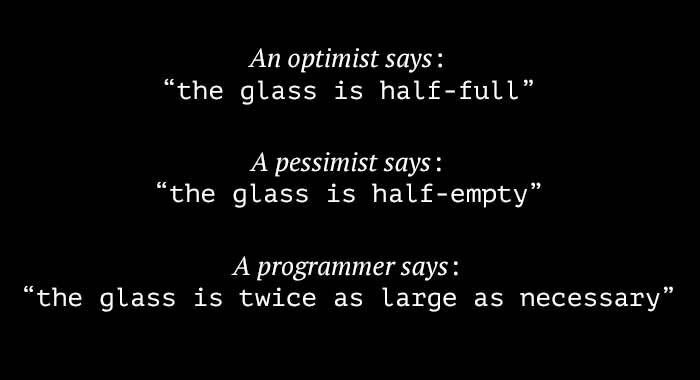 An optimist says:
“the glass is half-full”
A pessimist says:
“the glass is half-empty”
A programmer says:
“the glass is twice as large as necessary”